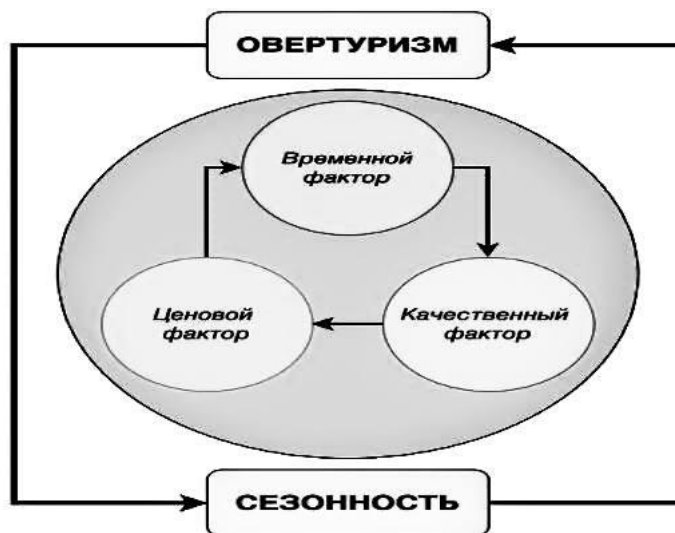 ОВЕРТУРИЗМ
Временной
фактор
Ценовой
фактор
Качественный
фактор
СЕЗОННОСТЬ